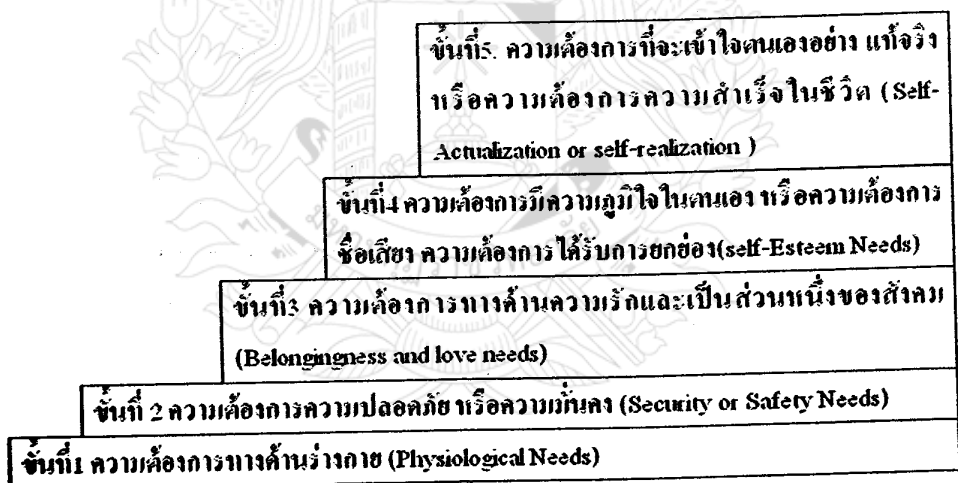 ขั้นที่5. ความต้องการที่จะเข้าใจตนเองอย่าง แท้จริง
หรือความต้องการความสำเร็จในชีวิต (Self-
Actualization or self-realization )
ขั้นที่4 ความต้องการมีความภูมิใจในตนเอง หรือความต้องการ
ชื่อเสียง ความต้องการได้รับการยกย่อง(self-Esteem Needs)
ขั้นที่3 ความต้องการทางด้านความรักและเป็นส่วนหนึ่งของสังคม
(Belongingness and love needs)
ขั้นที่ 2 ความต้องการความปลอดภัย หรือความมั่นคง (Security or Safety Needs)
ขั้นที่1 ความต้องการทางด้านร่างกาย (Physiological Needs)